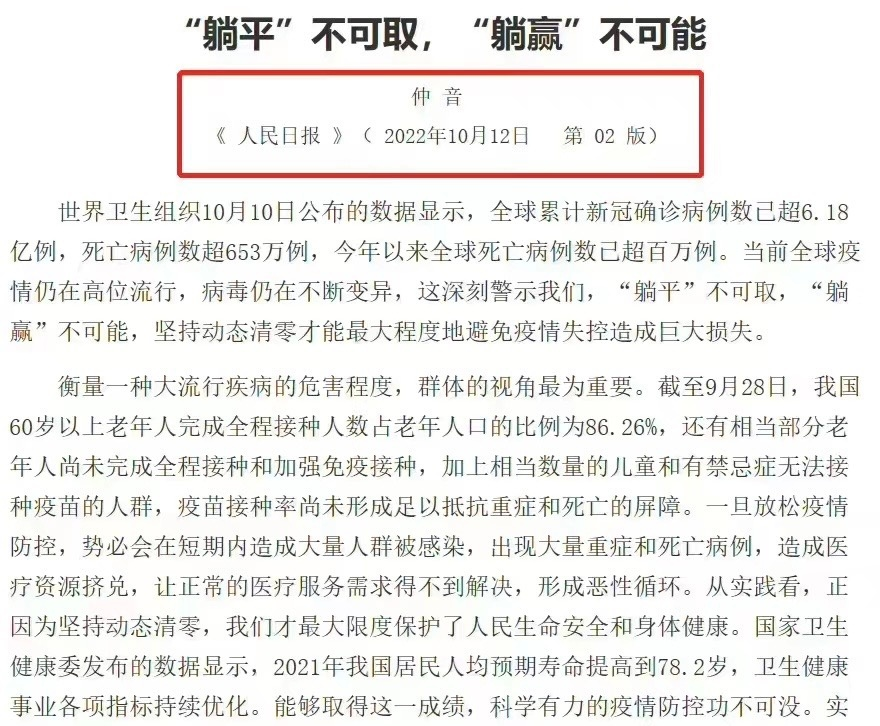 “躺平”不可取，“躺赢”不可能
仲 音
《 人民日报 》（ 2022年10月12日 第 02 版）
世界卫生组织10月10日公布的数据显示，全球累计新冠确诊病例数已超6.18
亿例，死亡病例数超653万例，今年以来全球死亡病例数已超百万例。当前全球疫
情仍在高位流行，病毒仍在不断变异，这深刻警示我们，“躺平”不可取，“躺
赢”不可能，坚持动态清零才能最大程度地避免疫情失控造成巨大损失。
衡量一种大流行疾病的危害程度，群体的视角最为重要。截至9月28日，我国
60岁以上老年人完成全程接种人数占老年人口的比例为86.26%，还有相当部分老
年人尚未完成全程接种和加强免疫接种，加上相当数量的儿童和有禁忌症无法接
种疫苗的人群，疫苗接种率尚未形成足以抵抗重症和死亡的屏障。一旦放松疫情
防控，势必会在短期内造成大量人群被感染，出现大量重症和死亡病例，造成医
疗资源挤兑，让正常的医疗服务需求得不到解决，形成恶性循环。从实践看，正
因为坚持动态清零，我们才最大限度保护了人民生命安全和身体健康。国家卫生
健康委发布的数据显示，2021年我国居民人均预期寿命提高到78.2岁，卫生健康
事业各项指标持续优化。能够取得这一成绩，科学有力的疫情防控功不可没。实